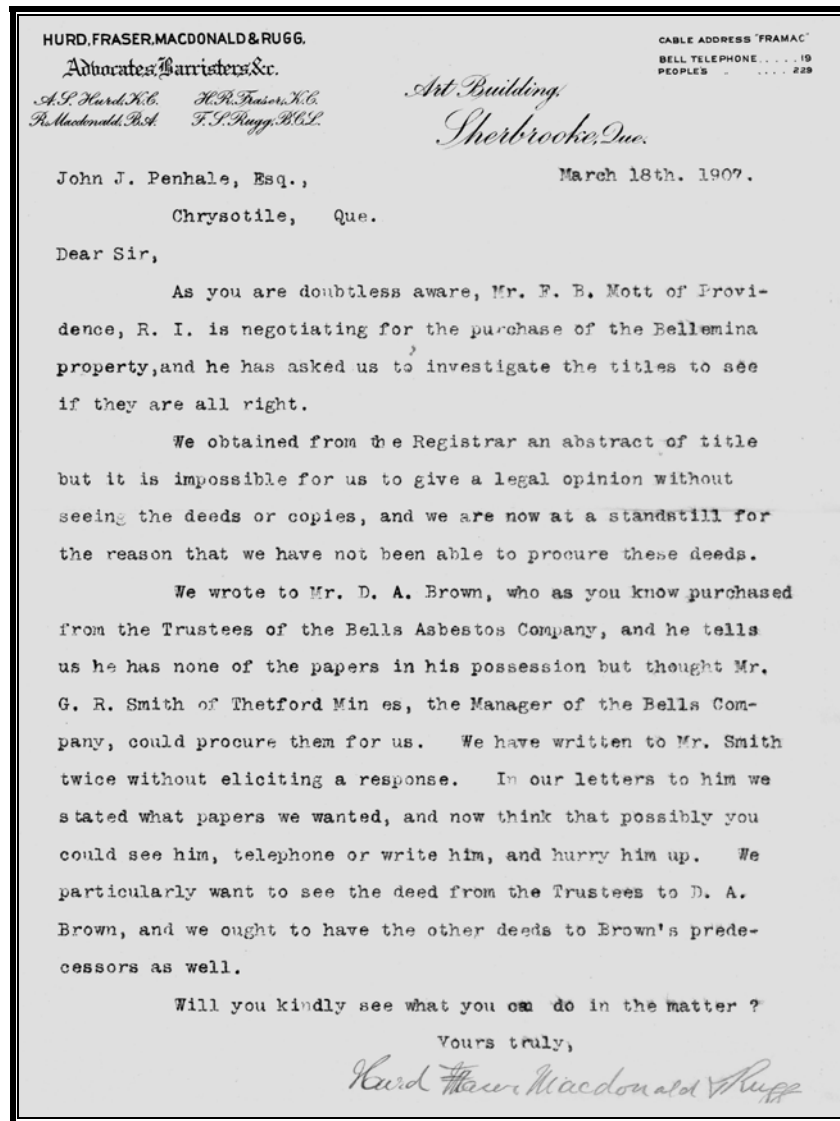 HURD, FRASER, MACDONALD & RUGG.
Advocates, Barristers, &c.
A.S. Hurd, K.C. H.R. Fraser, K.C.
R. Macdonald, B.A. F.S. Rugg, B.C.L.
CABLE ADDRESS "FRAMAC"
BELL TELEPHONE.....19
PEOPLE'S " ....229
Art Building,
Sherbrooke, Que.
March 18th. 1907.
John J. Penhale, Esq.,
Chrysotile, Que.
Dear Sir,
As you are doubtless aware, Mr. F. B. Mott of Provi-
dence, R. I. is negotiating for the purchase of the Bellemina
property,and he has asked us to investigate the titles to see
if they are all right.
We obtained from the Registrar an abstract of title
but it is impossible for us to give a legal opinion without
seeing the deeds or copies, and we are now at a standstill for
the reason that we have not been able to procure these deeds.
We wrote to Mr. D. A. Brown, who as you know purchased
from the Trustees of the Bells Asbestos Company, and he tells
us he has none of the papers in his possession but thought Mr.
G. R. Smith of Thetford Min es, the Manager of the Bells Com-
pany, could procure them for us. We have written to Mr. Smith
twice without eliciting a response. In our letters to him we
stated what papers we wanted, and now think that possibly you
could see him, telephone or write him, and hurry him up. We
particularly want to see the deed from the Trustees to D. A.
Brown, and we ought to have the other deeds to Brown's prede-
cessors as well.
Will you kindly see what you can do in the matter ?
Yours truly,
Hurd Fraser Macdonald & Rugg